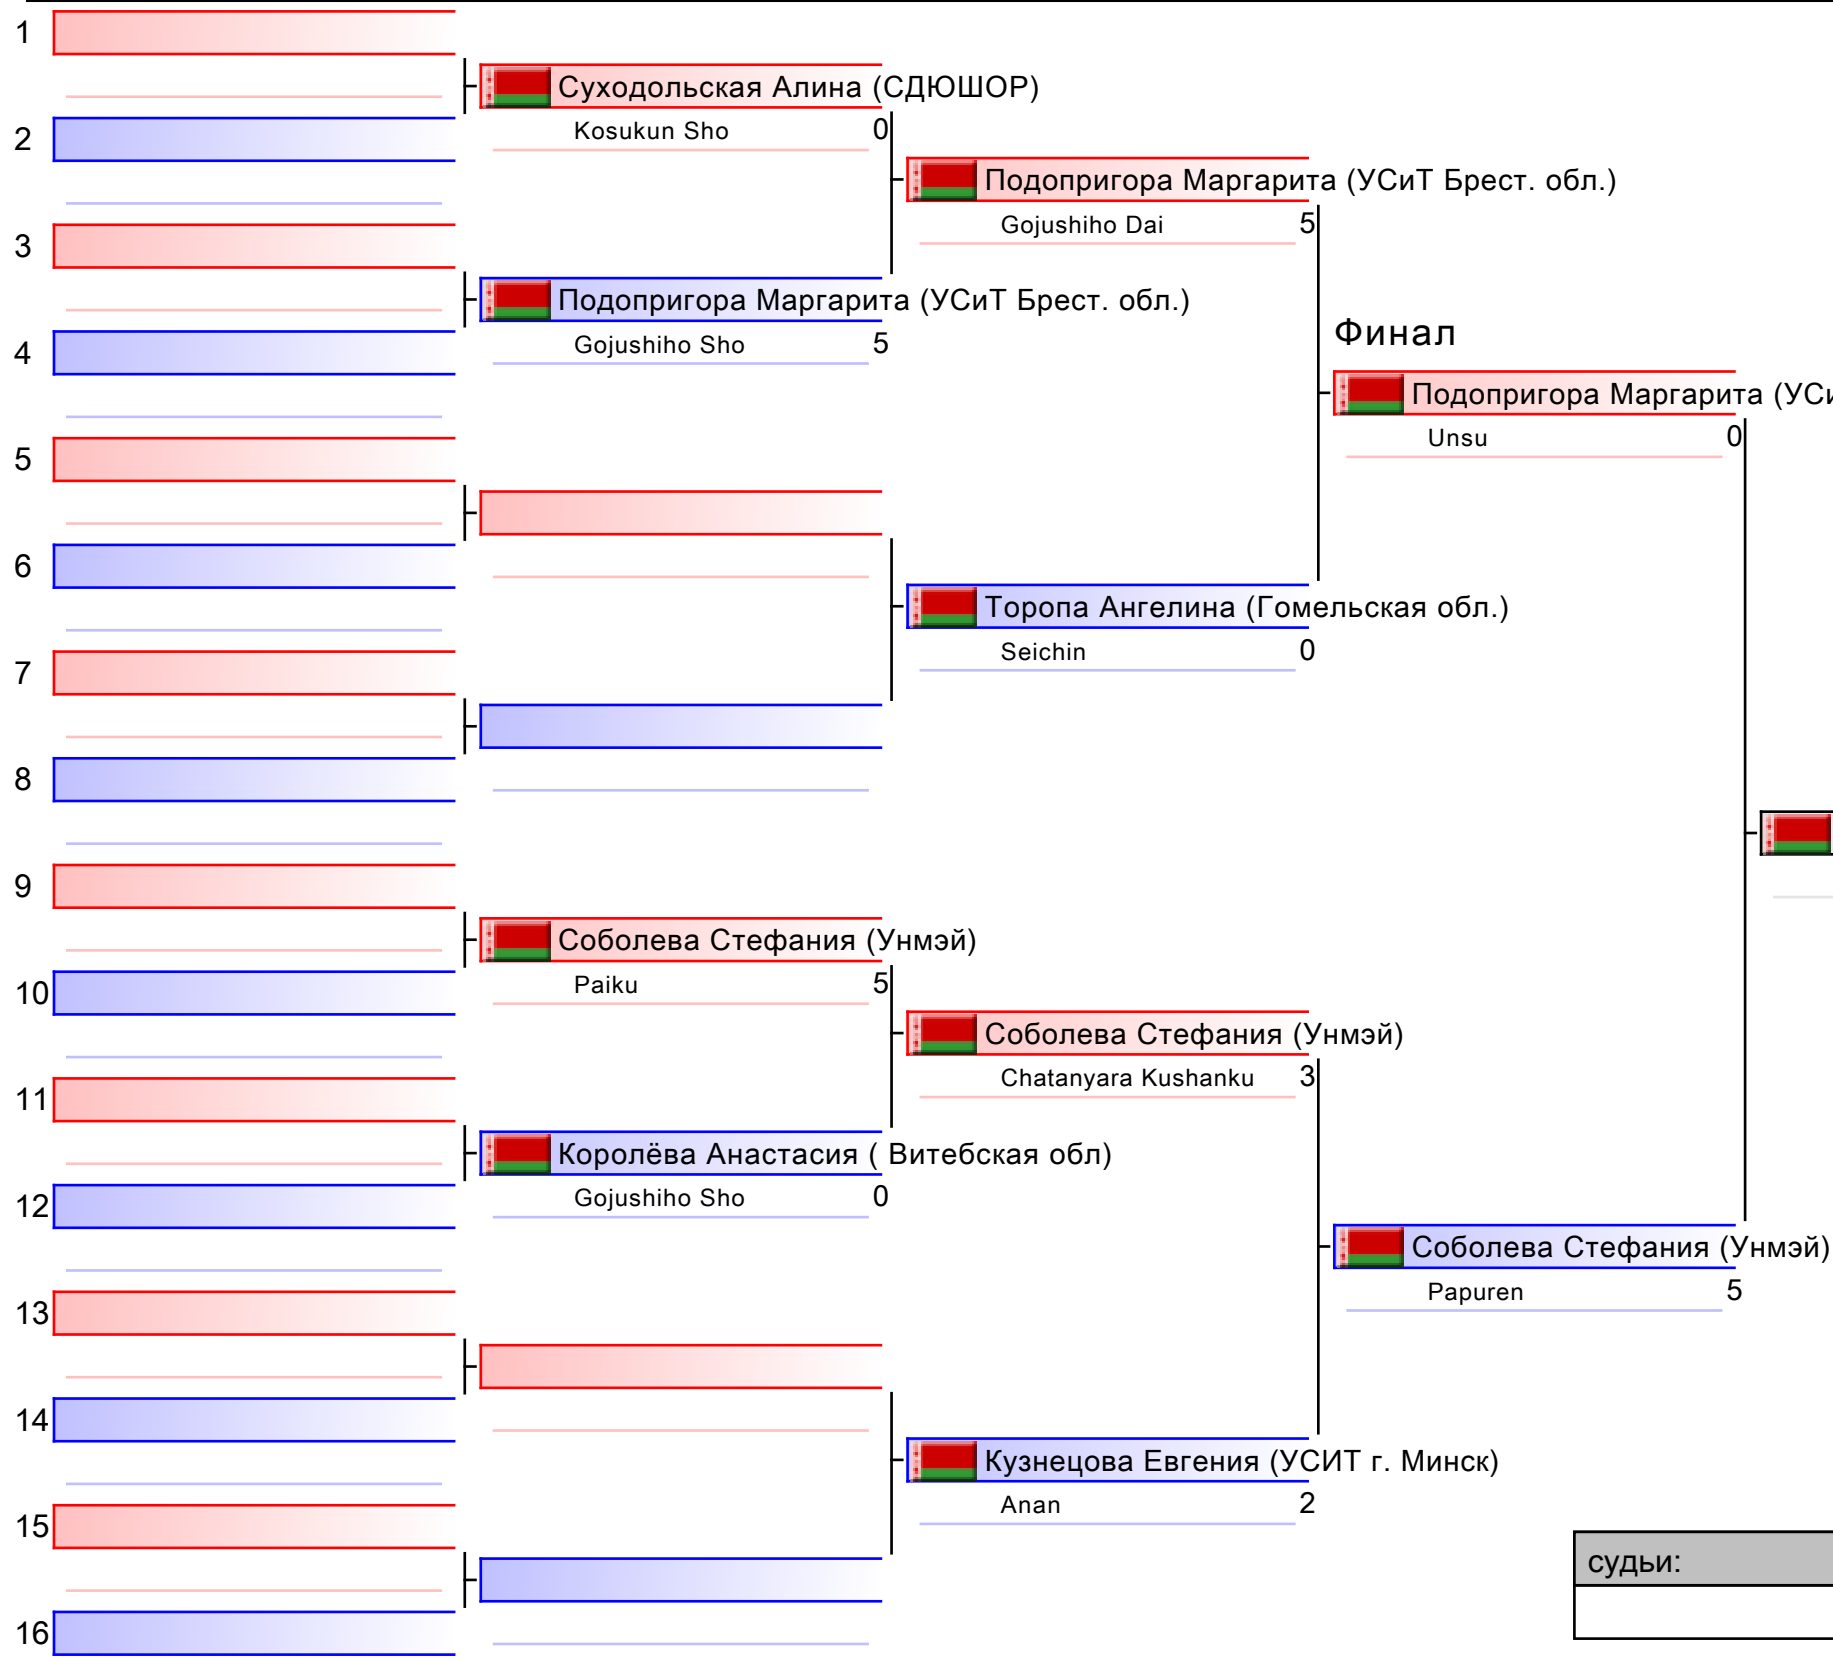 1
Суходольская Алина (СДЮШОР)
Kosukun Sho 0
2
Подопригора Маргарита (УСиТ Брест. обл.)
Gojushiho Dai 5
3
Подопригора Маргарита (УСиТ Брест. обл.)
Gojushiho Sho 5
4
Финал
Подопригора Маргарита (УСи
Unsu 0
5
6
Торопа Ангелина (Гомельская обл.)
Seichin 0
7
8
9
Соболева Стефания (Унмэй)
Paiku 5
10
Соболева Стефания (Унмэй)
Chatanyara Kushanku 3
11
Королёва Анастасия ( Витебская обл)
Gojushiho Sho 0
12
Соболева Стефания (Унмэй)
Papuren 5
13
14
Кузнецова Евгения (УСИТ г. Минск)
Anan 2
15
судьи:
16